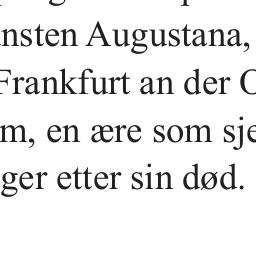 nsten Augustana,
Frankfurt an der O
m, en ære som sje
ger etter sin død.